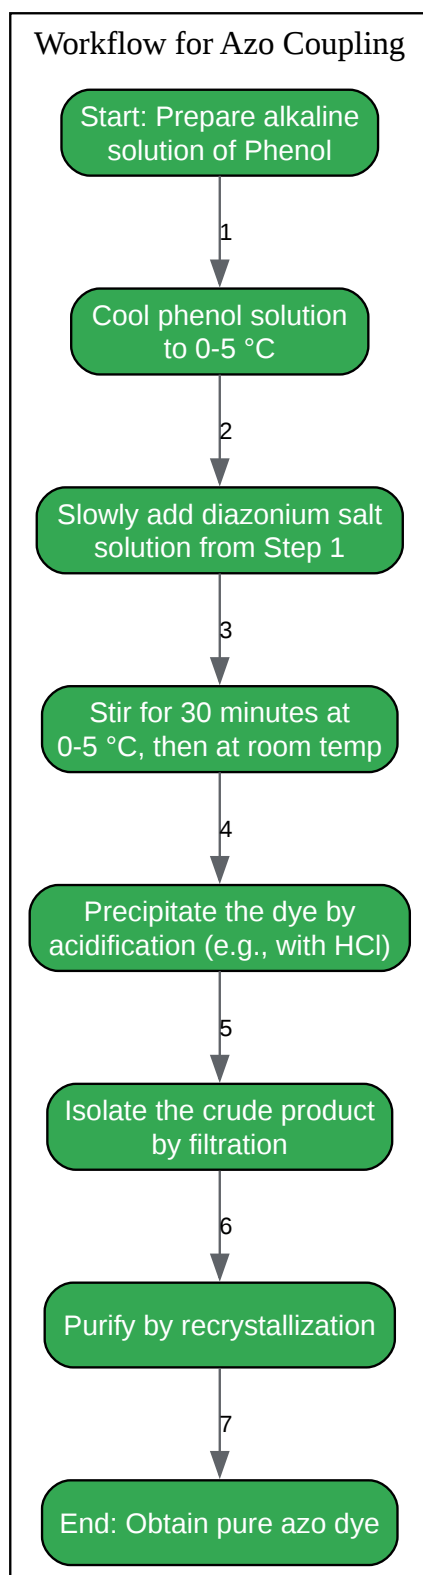 Workflow for Azo Coupling
Start: Prepare alkaline
solution of Phenol
1
Cool phenol solution
to 0-5 °C
2
Slowly add diazonium salt
solution from Step 1
3
Stir for 30 minutes at
0-5 °C, then at room temp
4
Precipitate the dye by
acidification (e.g., with HCl)
5
Isolate the crude product
by filtration
6
Purify by recrystallization
7
End: Obtain pure azo dye